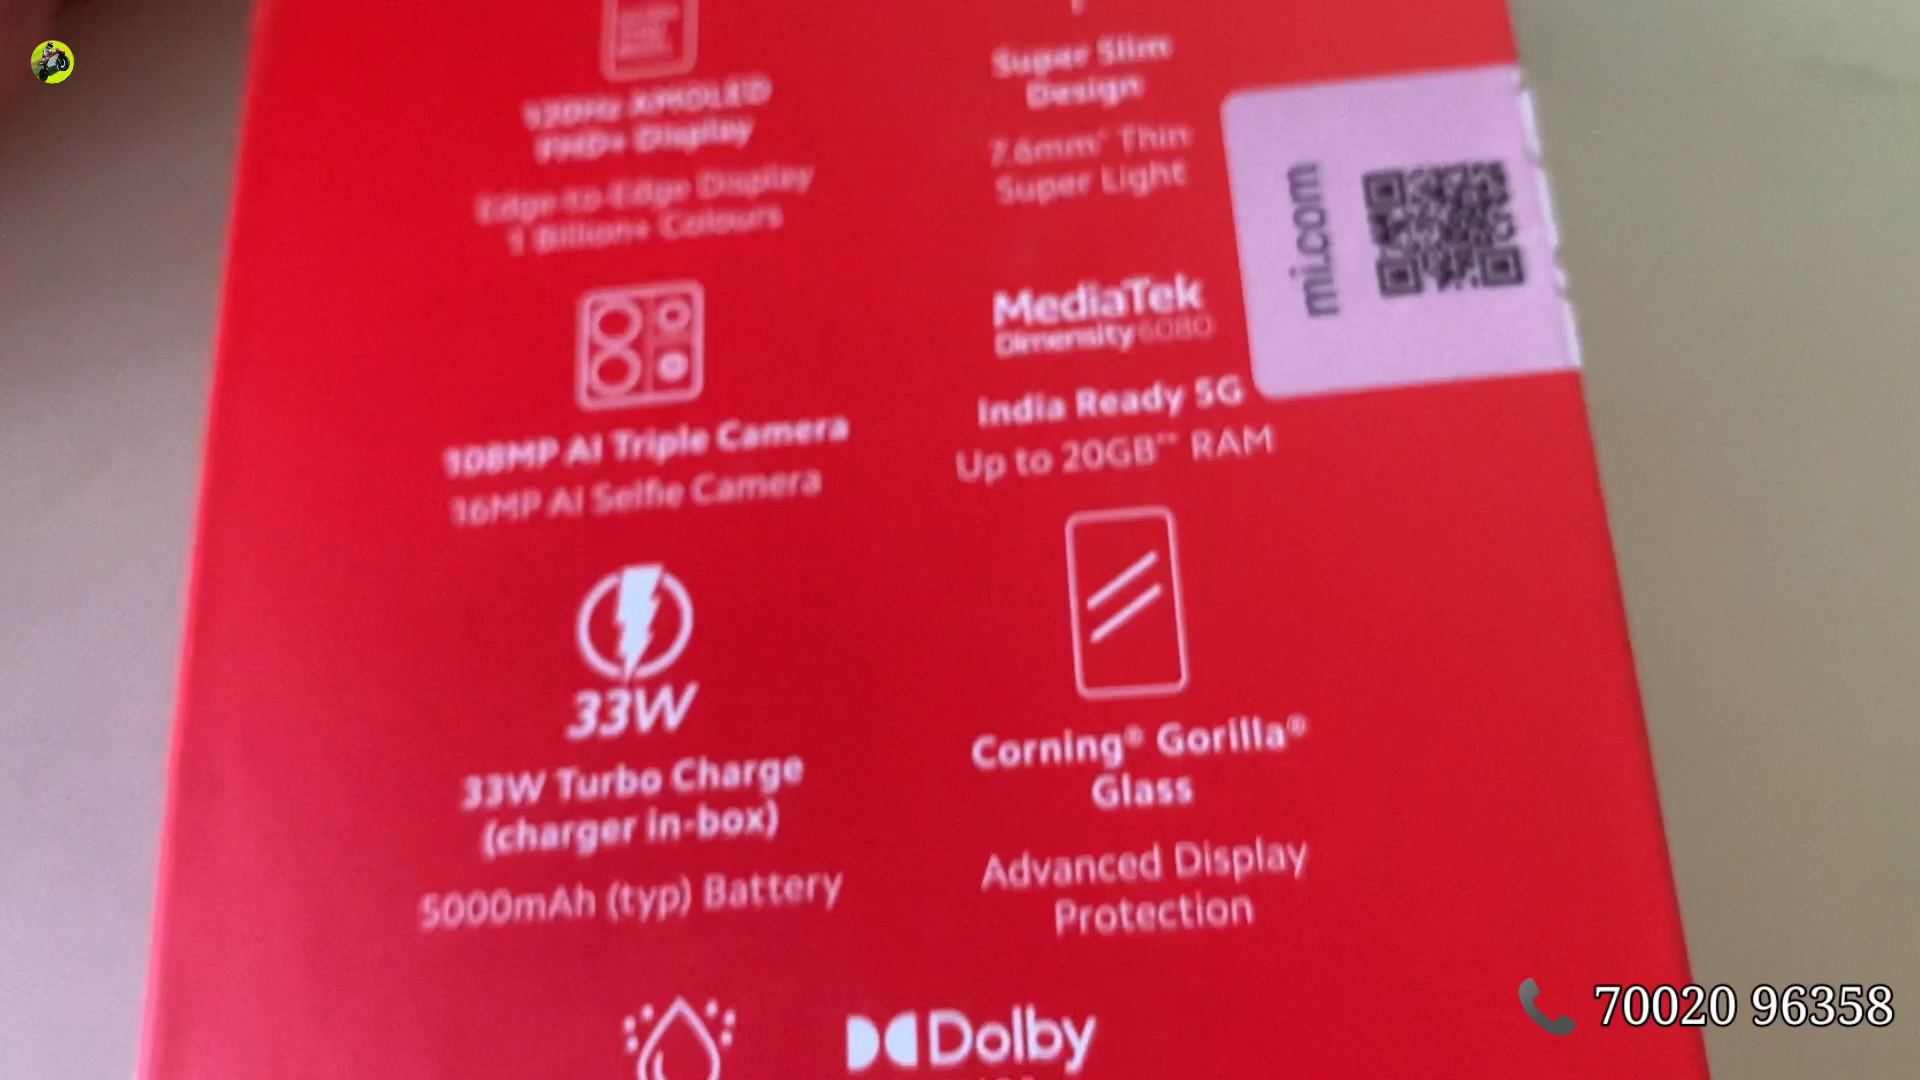 120Hz AMOLED
FHD+ Display
Edge-to-Edge Display
1 Billion+ Colours
108MP AI Triple Camera
16MP AI Selfie Camera
33W
33W Turbo Charge
(charger in-box)
5000mAh (typ) Battery
Super Slim
Design
7.6mm* Thin
Super Light
MediaTek
Dimensity 6080
India Ready 5G
Up to 20GB** RAM
Corning® Gorilla®
Glass
Advanced Display
Protection
Dolby
mi.com
70020 96358